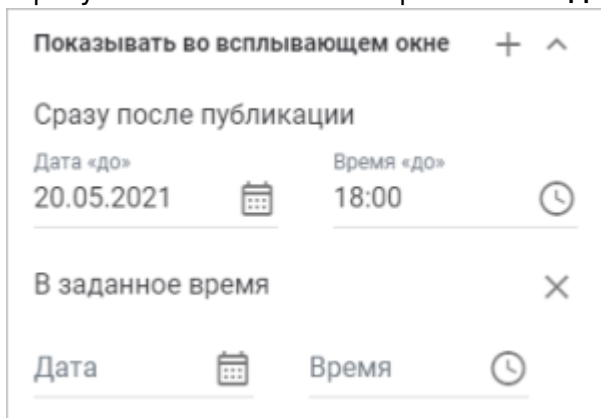 Показывать во всплывающем окне
Сразу после публикации
Дата «до» Время «до»
20.05.2021 18:00
В заданное время
Дата Время